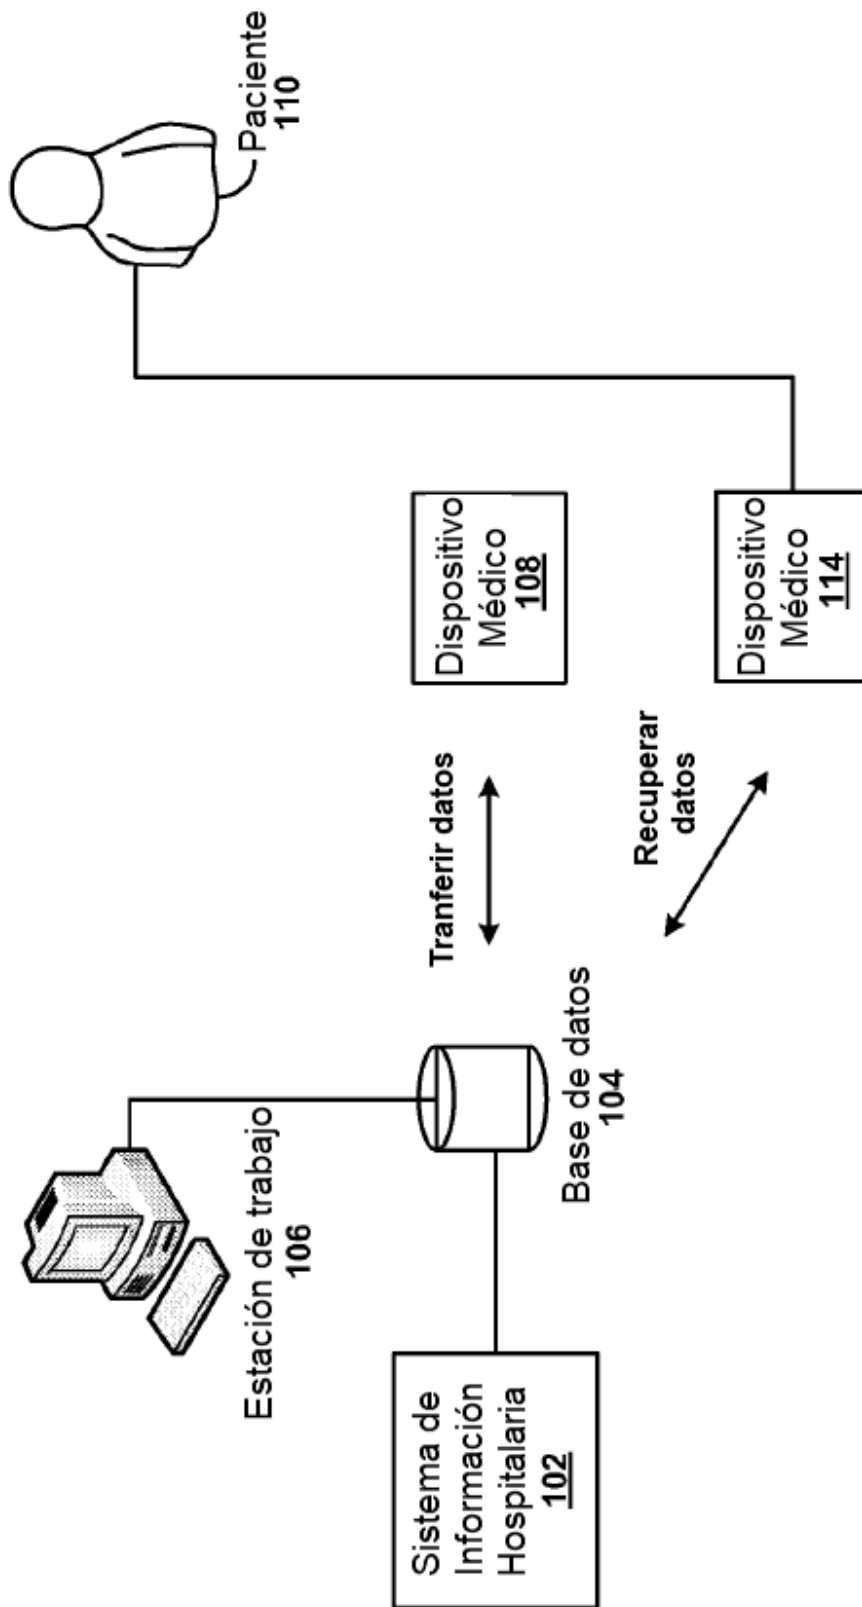 Estación de trabajo
106
Paciente
110
Sistema de
Información
Hospitalaria
102
Base de datos
104
Tranferir datos
Dispositivo
Médico
108
Recuperar
datos
Dispositivo
Médico
114